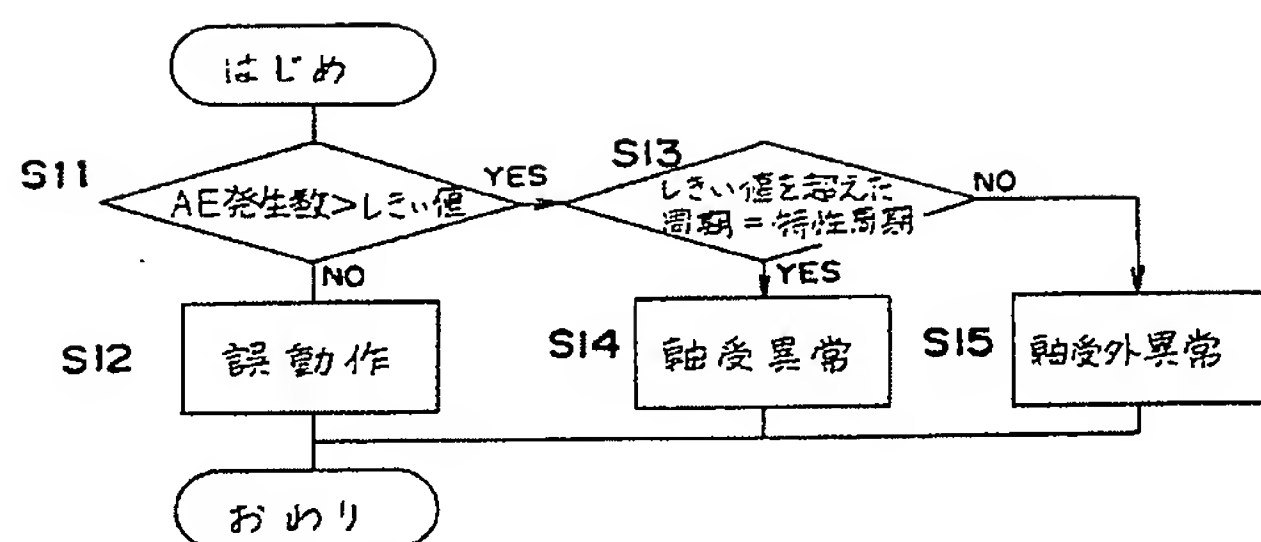 はじめ
S11
AE発生数>しきい値
YES
NO
S13
しきい値を超えた
周期=特性周期
NO
YES
S12
誤動作
S14
軸受異常
S15
軸受外異常
おわり